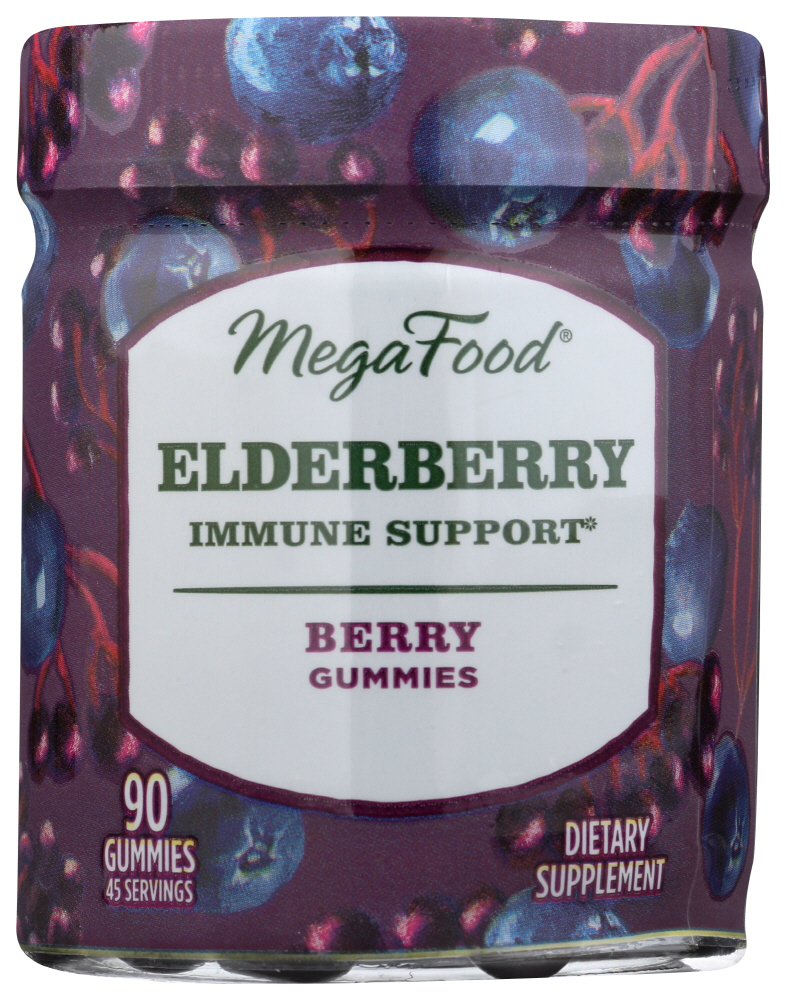 MegaFood®
ELDERBERRY
IMMUNE SUPPORT*
BERRY
GUMMIES
90
GUMMIES
45 SERVINGS
DIETARY
SUPPLEMENT